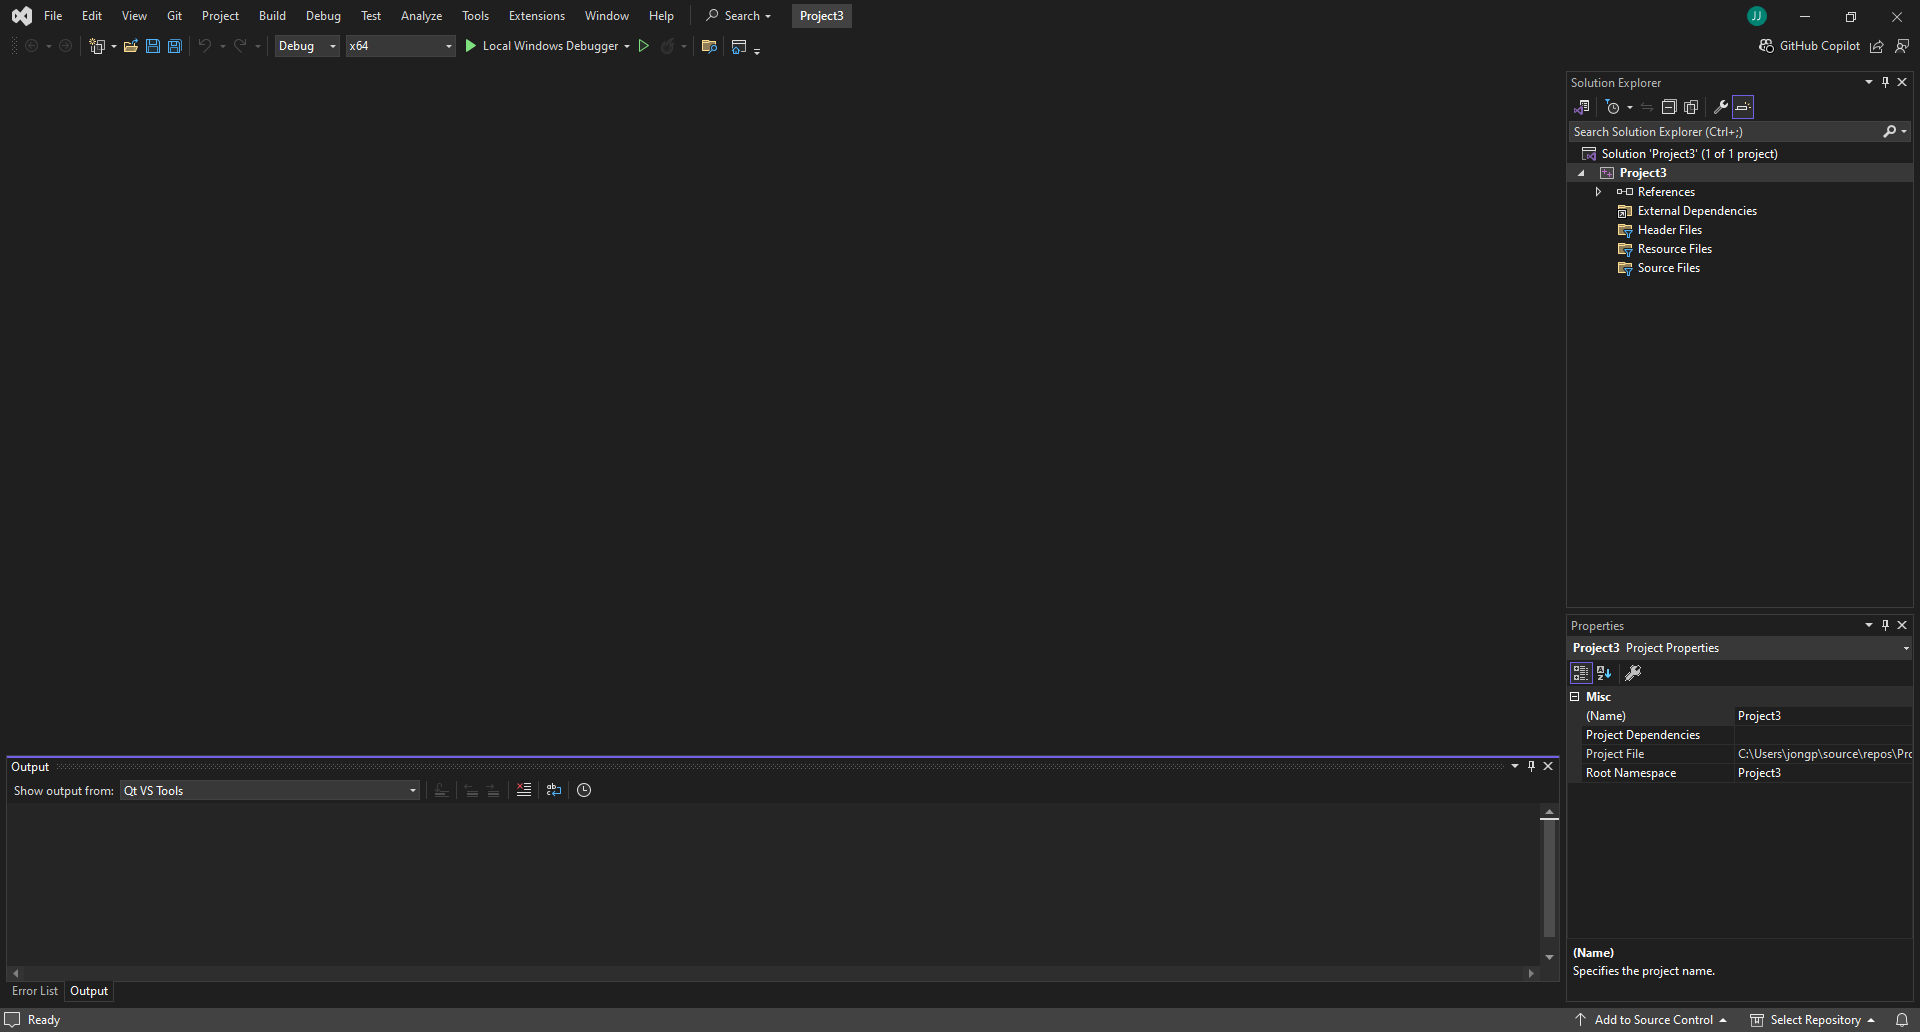 File Edit View Git Project Build Debug Test Analyze Tools Extensions Window Help Search Project3 JJ
Debug x64 Local Windows Debugger GitHub Copilot
Solution Explorer
Search Solution Explorer (Ctrl+;)
Solution 'Project3' (1 of 1 project)
Project3
References
External Dependencies
Header Files
Resource Files
Source Files
Properties
Project3 Project Properties
Misc
(Name) Project3
Project Dependencies
Project File C:\Users\jongp\source\repos\Prc
Root Namespace Project3
(Name)
Specifies the project name.
Output
Show output from: Qt VS Tools
Error List Output
Ready Add to Source Control Select Repository